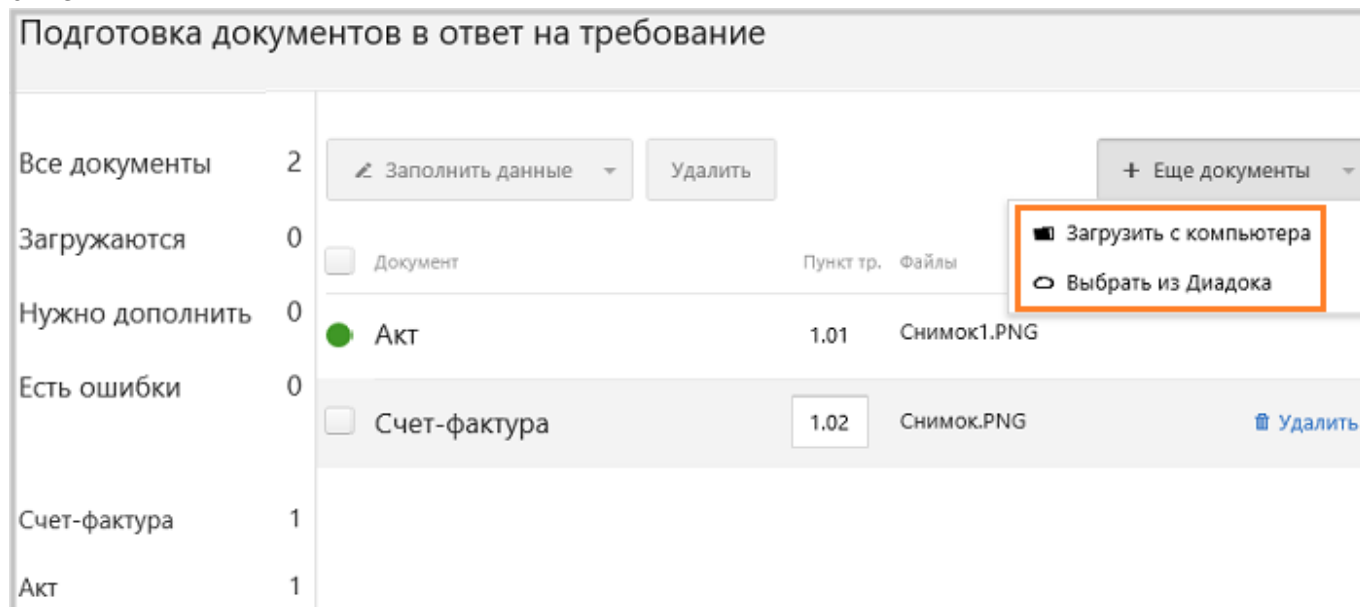 Подготовка документов в ответ на требование
Все документы 2
Загружаются 0
Нужно дополнить 0
Есть ошибки 0
Счет-фактура 1
Акт 1
Заполнить данные Удалить + Еще документы
Загрузить с компьютера
Выбрать из Диадока
Документ Пункт тр. Файлы
Акт 1.01 Снимок1.PNG
Счет-фактура 1.02 Снимок.PNG Удалить